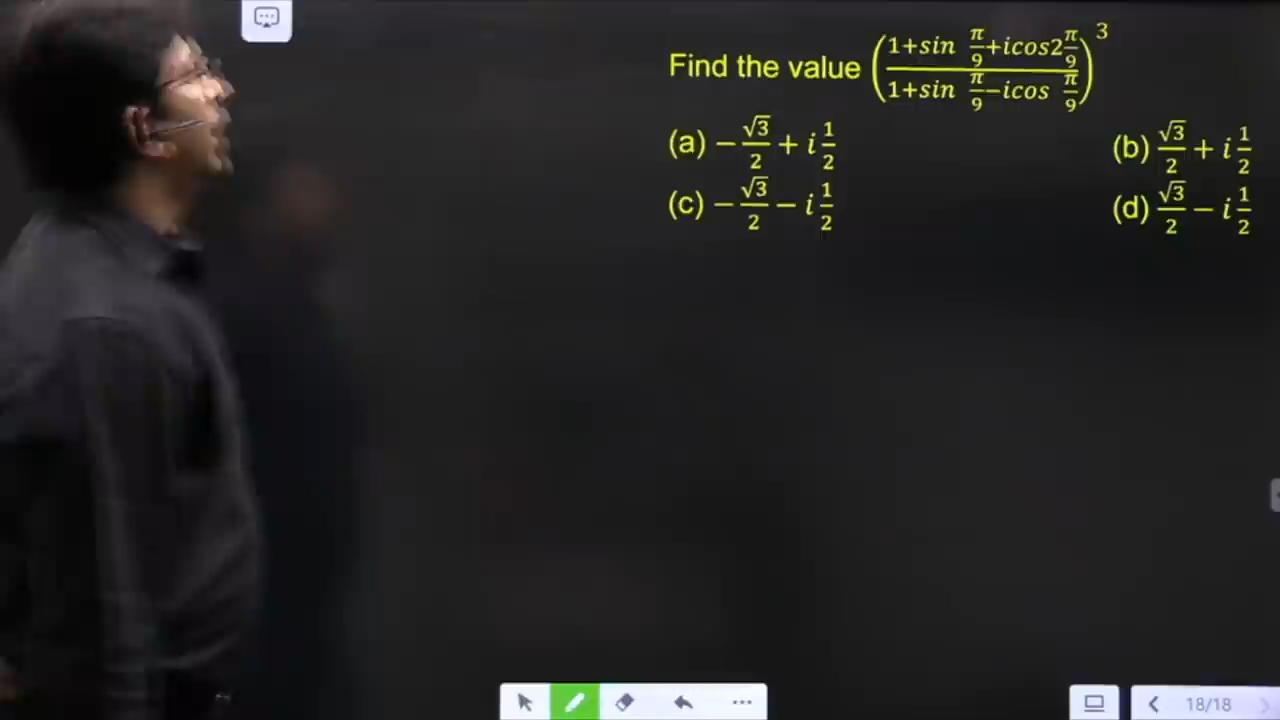 Find the value (1+sin π/9+icos2π/9 / 1+sin π/9−icos π/9)³
(a) −√3/2 + i 1/2 (b) √3/2 + i 1/2
(c) −√3/2 − i 1/2 (d) √3/2 − i 1/2
18/18